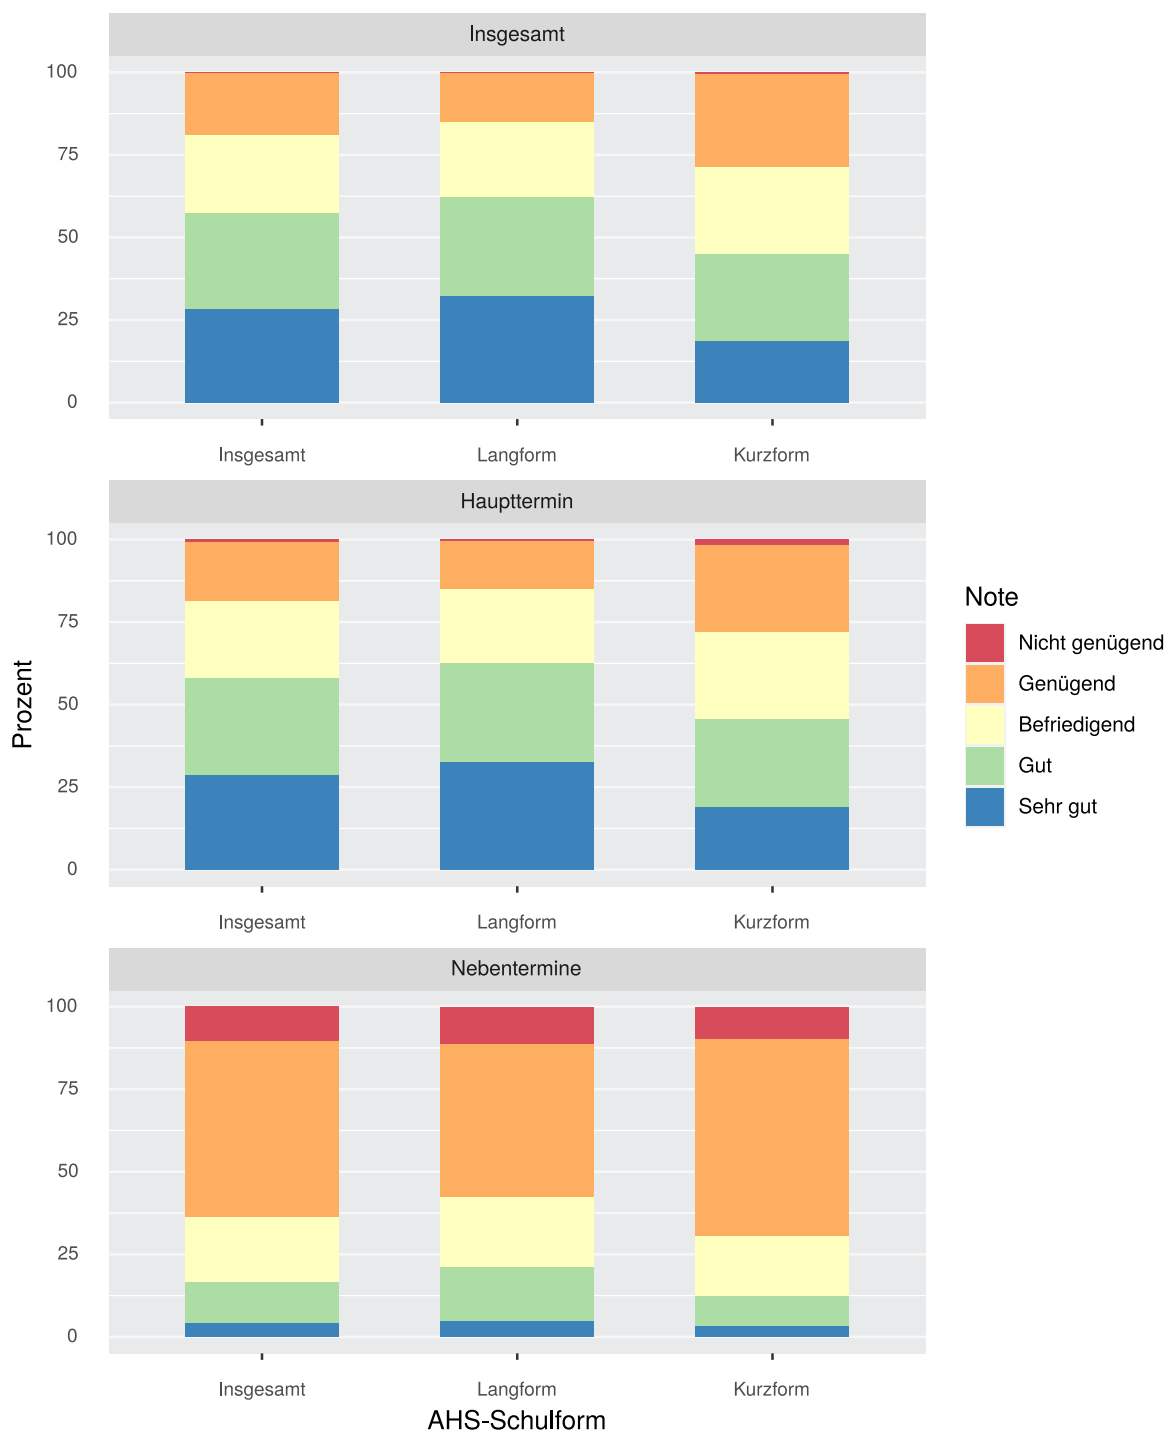 Insgesamt
100
75
50
25
0
Insgesamt Langform Kurzform
Haupttermin
100
75
50
25
0
Insgesamt Langform Kurzform
Nebentermine
100
75
50
25
0
Insgesamt Langform Kurzform
AHS-Schulform
Prozent
Note
Nicht genügend
Genügend
Befriedigend
Gut
Sehr gut